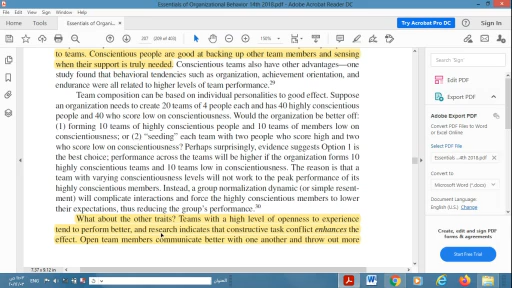 Essentials of Organizational Behavior 14th 2018.pdf - Adobe Acrobat Reader DC
File Edit View Sign Window Help
Home Tools Essentials of Organ... ×
Try Acrobat Pro DC
Sign In
150%
to teams. Conscientious people are good at backing up other team members and sensing
when their support is truly needed. Conscientious teams also have other advantages—one
study found that behavioral tendencies such as organization, achievement orientation, and
endurance were all related to higher levels of team performance.29
Team composition can be based on individual personalities to good effect. Suppose
an organization needs to create 20 teams of 4 people each and has 40 highly conscientious
people and 40 who score low on conscientiousness. Would the organization be better off:
(1) forming 10 teams of highly conscientious people and 10 teams of members low on
conscientiousness; or (2) “seeding” each team with two people who score high and two
who score low on conscientiousness? Perhaps surprisingly, evidence suggests Option 1 is
the best choice; performance across the teams will be higher if the organization forms 10
highly conscientious teams and 10 teams low in conscientiousness. The reason is that a
team with varying conscientiousness levels will not work to the peak performance of its
highly conscientious members. Instead, a group normalization dynamic (or simple resent-
ment) will complicate interactions and force the highly conscientious members to lower
their expectations, thus reducing the group's performance.30
What about the other traits? Teams with a high level of openness to experience
tend to perform better, and research indicates that constructive task conflict enhances the
effect. Open team members communicate better with one another and throw out more
7.37 x 9.12 in
Search 'Sign'
Edit PDF
Export PDF
Adobe Export PDF
Convert PDF Files to Word
or Excel Online
Select PDF File
Convert to
Microsoft Word (*.docx)
Document Language:
English (U.S.) Change
Create, edit and sign PDF
forms & agreements
Start Free Trial
العنوان